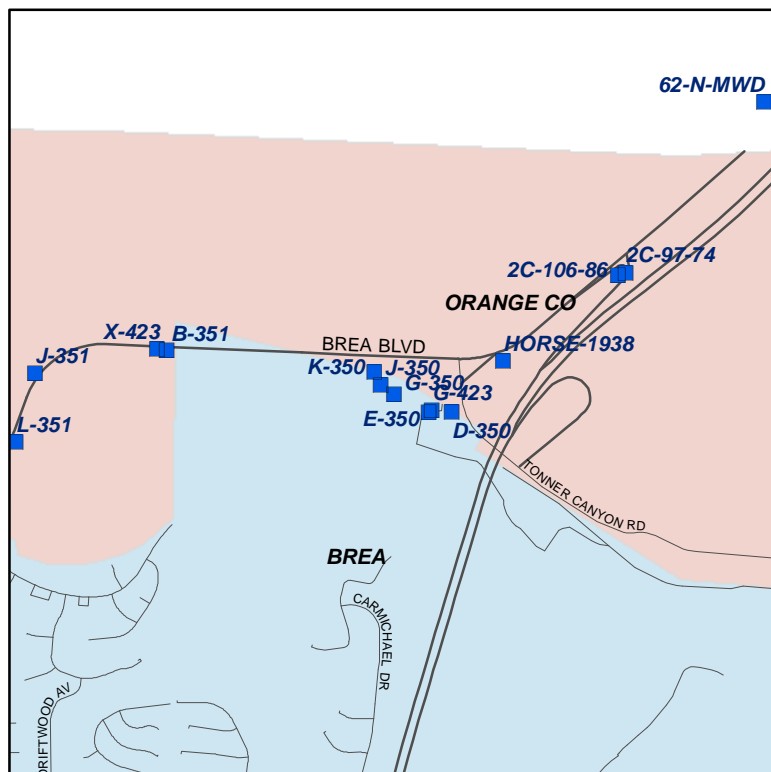 62-N-MWD
2C-97-74
2C-106-86
ORANGE CO
X-423
B-351
BREA BLVD
HORSE-1938
J-351
K-350
J-350
G-350
G-423
E-350
D-350
L-351
TONNER CANYON RD
BREA
CARMICHAEL DR
DRIFTWOOD AV